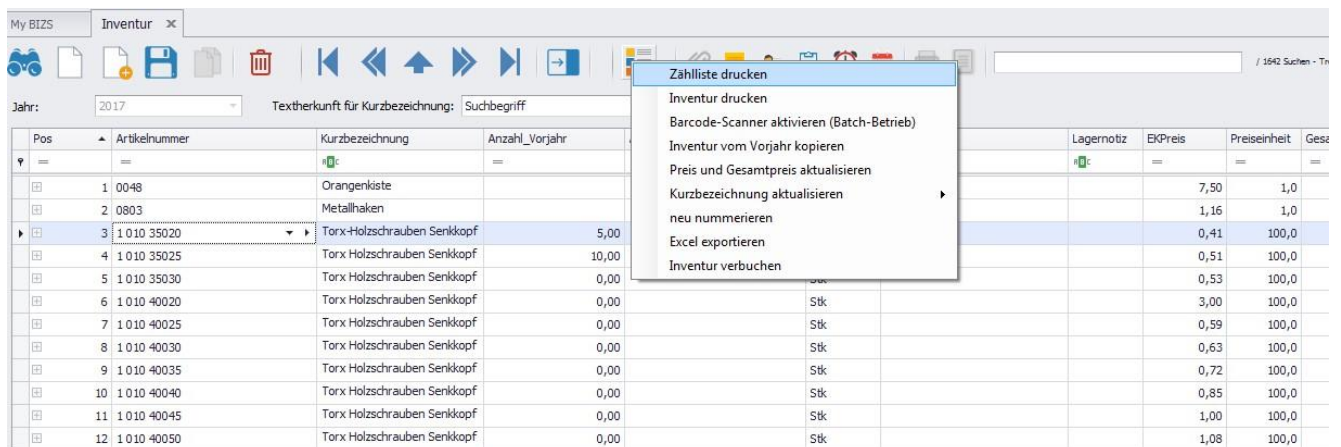 My BIZS Inventur
/ 1642 Suchen - Tre
Jahr: 2017 Textherkunft für Kurzbezeichnung: Suchbegriff
Zählliste drucken
Inventur drucken
Barcode-Scanner aktivieren (Batch-Betrieb)
Inventur vom Vorjahr kopieren
Preis und Gesamtpreis aktualisieren
Kurzbezeichnung aktualisieren
neu nummerieren
Excel exportieren
Inventur verbuchen
Pos Artikelnummer Kurzbezeichnung Anzahl_Vorjahr Lagernotiz EKPreis Preiseinheit Gesa
= = ABC = ABC = = =
1 0048 Orangenkiste 7,50 1,0
2 0803 Metallhaken 1,16 1,0
3 1 010 35020 Torx-Holzschrauben Senkkopf 5,00 0,41 100,0
4 1 010 35025 Torx Holzschrauben Senkkopf 10,00 0,51 100,0
5 1 010 35030 Torx Holzschrauben Senkkopf 0,00 Stk 0,53 100,0
6 1 010 40020 Torx Holzschrauben Senkkopf 0,00 Stk 3,00 100,0
7 1 010 40025 Torx Holzschrauben Senkkopf 0,00 Stk 0,59 100,0
8 1 010 40030 Torx Holzschrauben Senkkopf 0,00 Stk 0,63 100,0
9 1 010 40035 Torx Holzschrauben Senkkopf 0,00 Stk 0,72 100,0
10 1 010 40040 Torx Holzschrauben Senkkopf 0,00 Stk 0,85 100,0
11 1 010 40045 Torx Holzschrauben Senkkopf 0,00 Stk 1,00 100,0
12 1 010 40050 Torx Holzschrauben Senkkopf 0,00 Stk 1,08 100,0